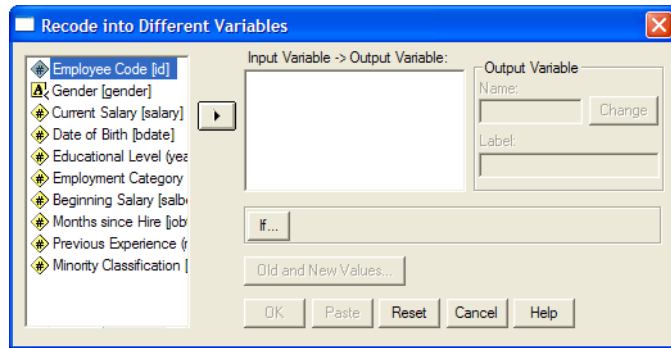 Recode into Different Variables
Employee Code [id]
Gender [gender]
Current Salary [salary]
Date of Birth [bdate]
Educational Level (yea
Employment Category
Beginning Salary [salb
Months since Hire [job
Previous Experience (
Minority Classification [
Input Variable -> Output Variable:
Output Variable
Name:
Change
Label:
If...
Old and New Values...
OK
Paste
Reset
Cancel
Help